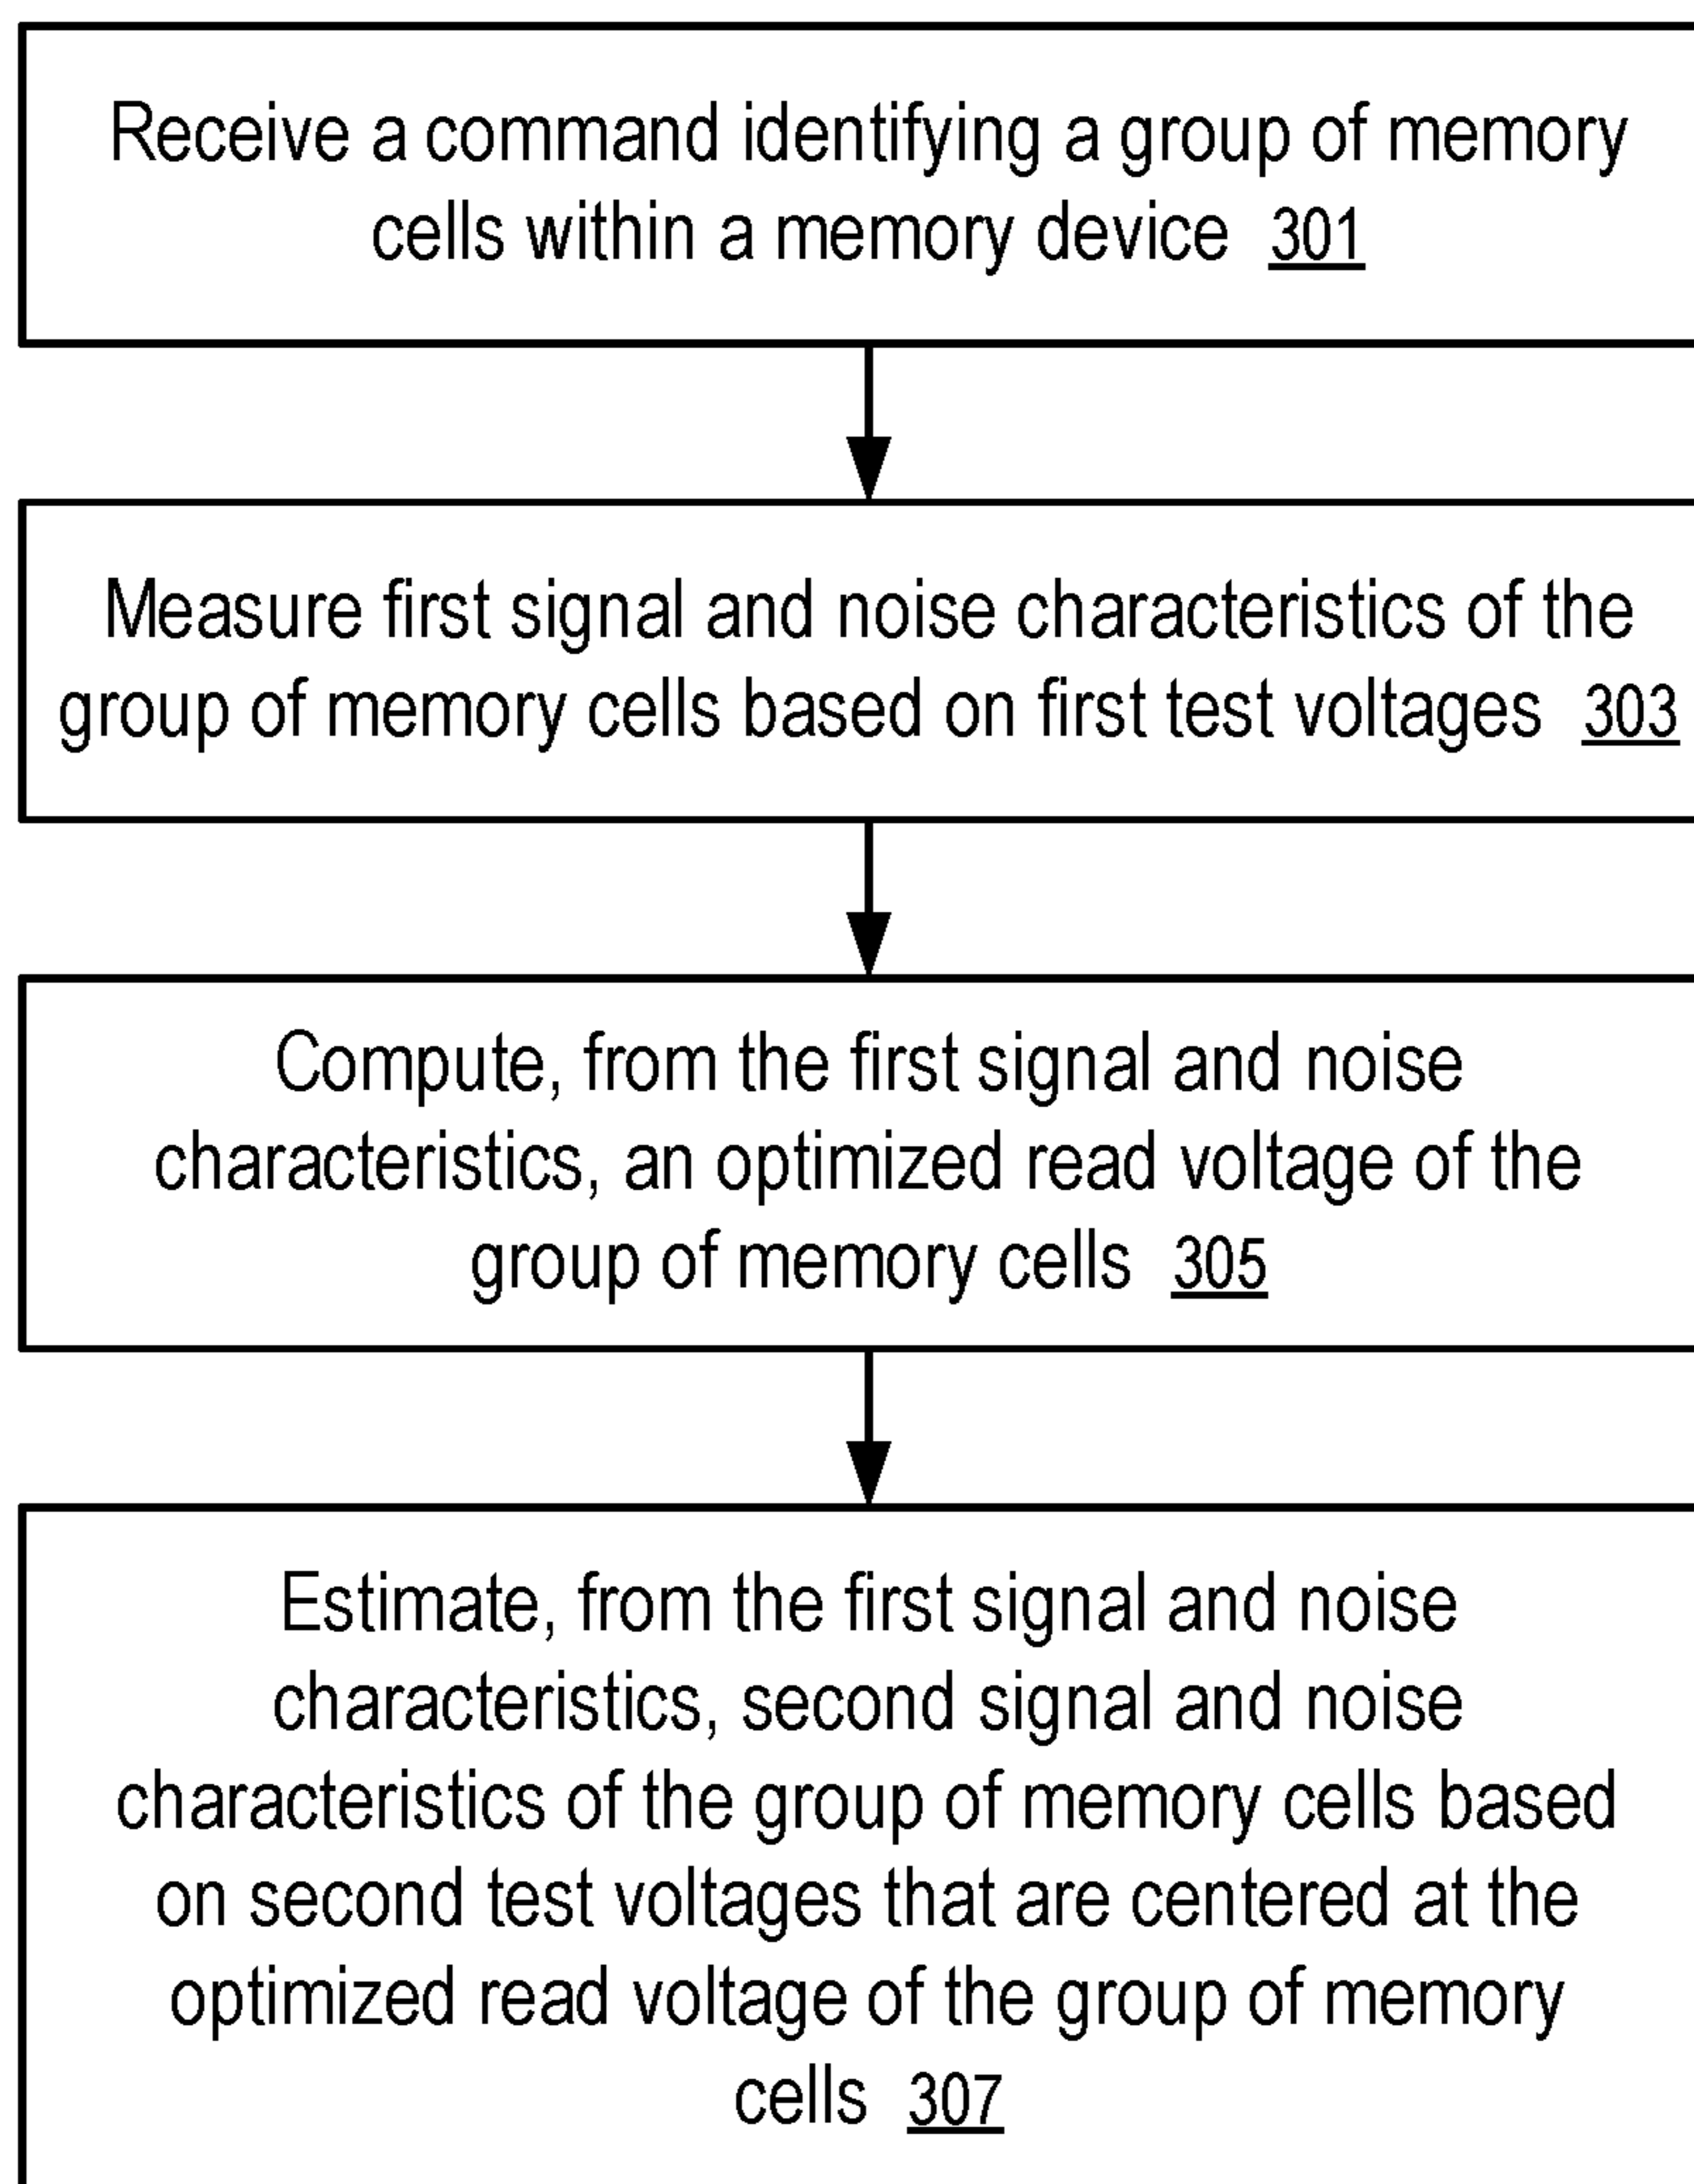 Receive a command identifying a group of memory
cells within a memory device 301
Measure first signal and noise characteristics of the
group of memory cells based on first test voltages 303
Compute, from the first signal and noise
characteristics, an optimized read voltage of the
group of memory cells 305
Estimate, from the first signal and noise
characteristics, second signal and noise
characteristics of the group of memory cells based
on second test voltages that are centered at the
optimized read voltage of the group of memory
cells 307